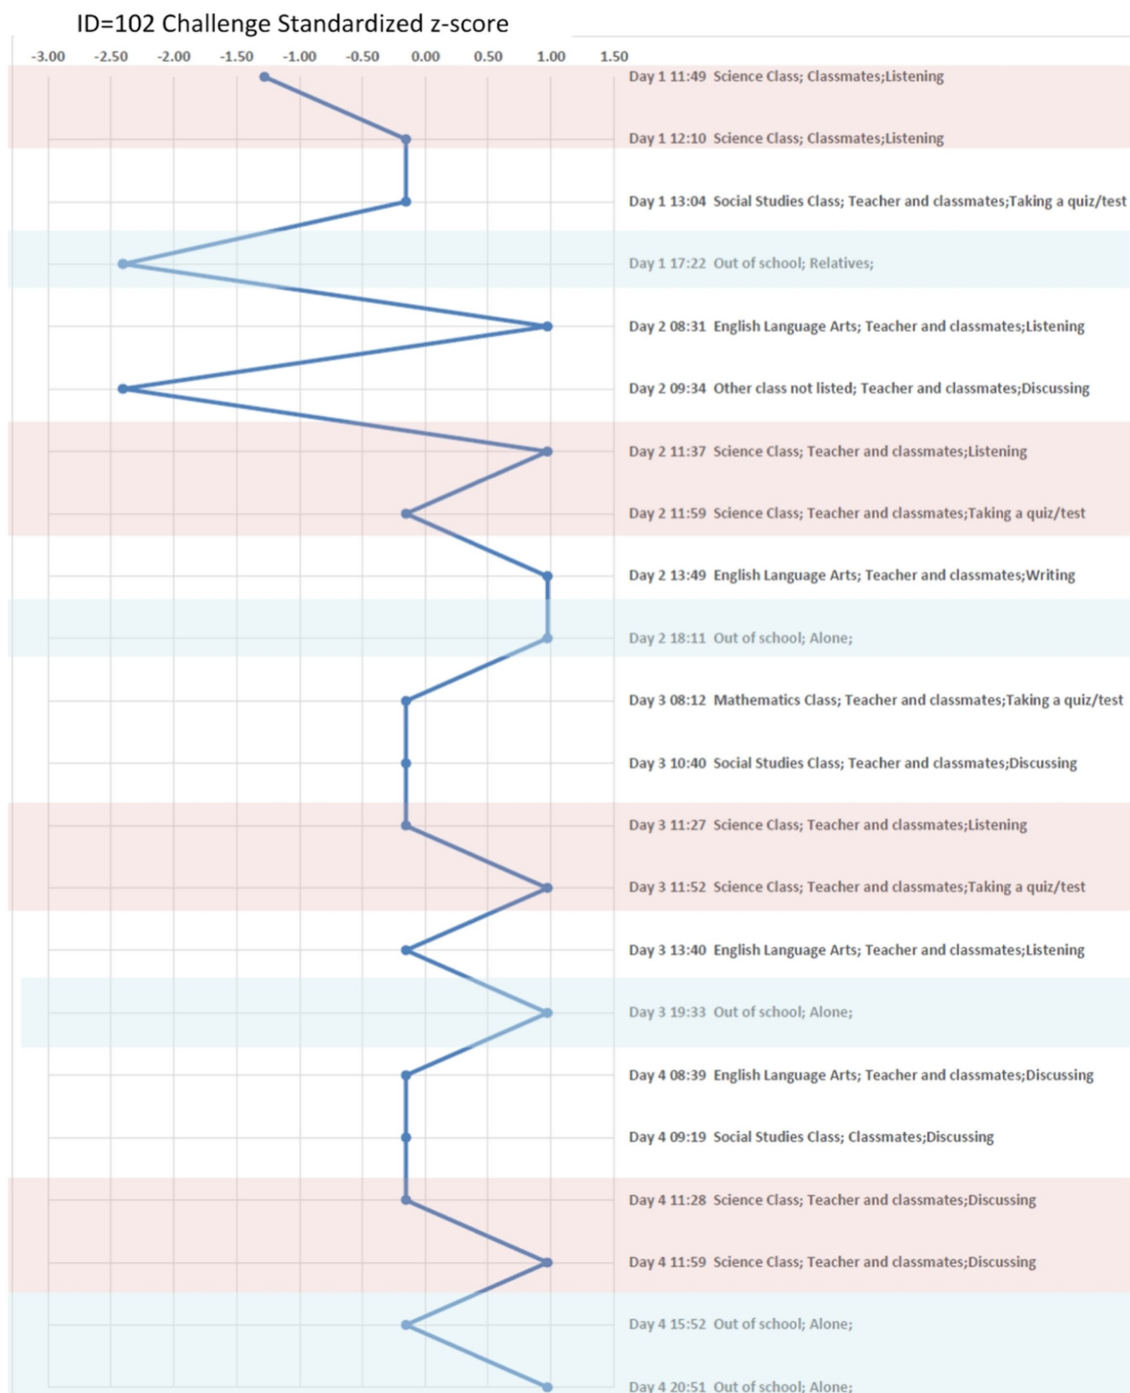 ID=102 Challenge Standardized z-score
-3.00 -2.50 -2.00 -1.50 -1.00 -0.50 0.00 0.50 1.00 1.50
Day 1 11:49 Science Class; Classmates;Listening
Day 1 12:10 Science Class; Classmates;Listening
Day 1 13:04 Social Studies Class; Teacher and classmates;Taking a quiz/test
Day 1 17:22 Out of school; Relatives;
Day 2 08:31 English Language Arts; Teacher and classmates;Listening
Day 2 09:34 Other class not listed; Teacher and classmates;Discussing
Day 2 11:37 Science Class; Teacher and classmates;Listening
Day 2 11:59 Science Class; Teacher and classmates;Taking a quiz/test
Day 2 13:49 English Language Arts; Teacher and classmates;Writing
Day 2 18:11 Out of school; Alone;
Day 3 08:12 Mathematics Class; Teacher and classmates;Taking a quiz/test
Day 3 10:40 Social Studies Class; Teacher and classmates;Discussing
Day 3 11:27 Science Class; Teacher and classmates;Listening
Day 3 11:52 Science Class; Teacher and classmates;Taking a quiz/test
Day 3 13:40 English Language Arts; Teacher and classmates;Listening
Day 3 19:33 Out of school; Alone;
Day 4 08:39 English Language Arts; Teacher and classmates;Discussing
Day 4 09:19 Social Studies Class; Classmates;Discussing
Day 4 11:28 Science Class; Teacher and classmates;Discussing
Day 4 11:59 Science Class; Teacher and classmates;Discussing
Day 4 15:52 Out of school; Alone;
Day 4 20:51 Out of school; Alone;